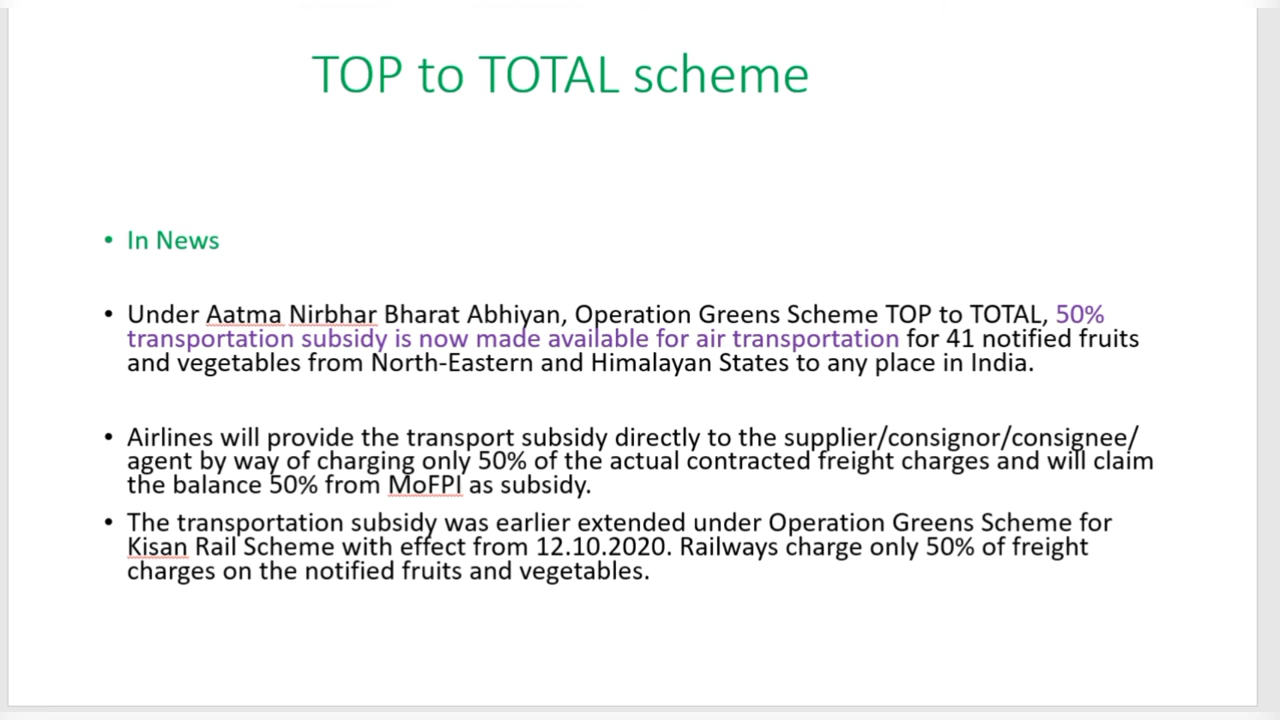 TOP to TOTAL scheme
• In News
• Under Aatma Nirbhar Bharat Abhiyan, Operation Greens Scheme TOP to TOTAL, 50%
transportation subsidy is now made available for air transportation for 41 notified fruits
and vegetables from North-Eastern and Himalayan States to any place in India.
• Airlines will provide the transport subsidy directly to the supplier/consignor/consignee/
agent by way of charging only 50% of the actual contracted freight charges and will claim
the balance 50% from MoFPI as subsidy.
• The transportation subsidy was earlier extended under Operation Greens Scheme for
Kisan Rail Scheme with effect from 12.10.2020. Railways charge only 50% of freight
charges on the notified fruits and vegetables.